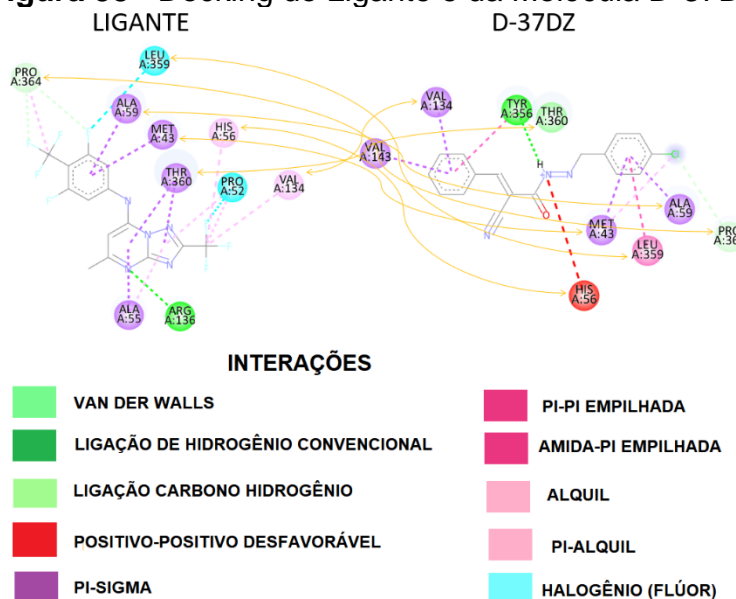 LIGANTE
D-37DZ
PRO A:364
LEU A:359
ALA A:59
MET A:43
HIS A:56
THR A:360
PRO A:52
VAL A:134
ALA A:55
ARG A:136
F
N
VAL A:134
TYR A:356
THR A:360
VAL A:143
H
N
O
N
Cl
ALA A:59
MET A:43
LEU A:359
HIS A:56
INTERAÇÕES
VAN DER WALLS
LIGAÇÃO DE HIDROGÊNIO CONVENCIONAL
LIGAÇÃO CARBONO HIDROGÊNIO
POSITIVO-POSITIVO DESFAVORÁVEL
PI-SIGMA
PI-PI EMPILHADA
AMIDA-PI EMPILHADA
ALQUIL
PI-ALQUIL
HALOGÊNIO (FLÚOR)